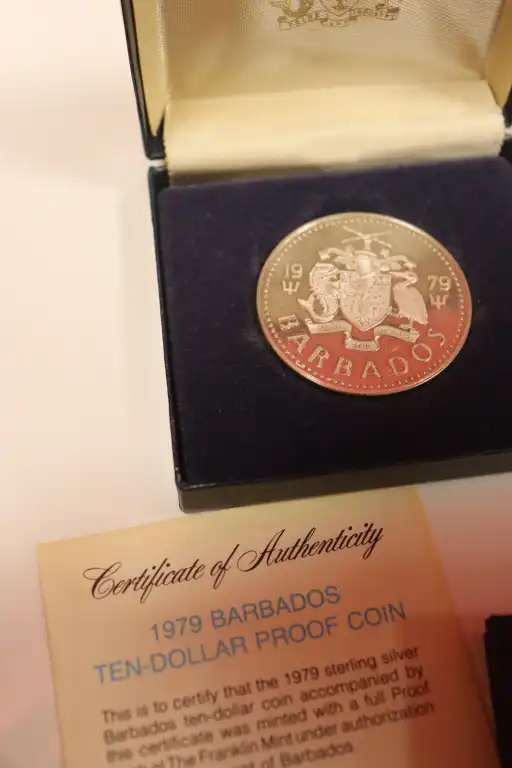 19 79
BARBADOS
Certificate of Authenticity
1979 BARBADOS
TEN-DOLLAR PROOF COIN
This is to certify that the 1979 sterling silver
Barbados ten-dollar coin accompanied by
this certificate was minted with a full Proof
at The Franklin Mint under authorization
of Barbados